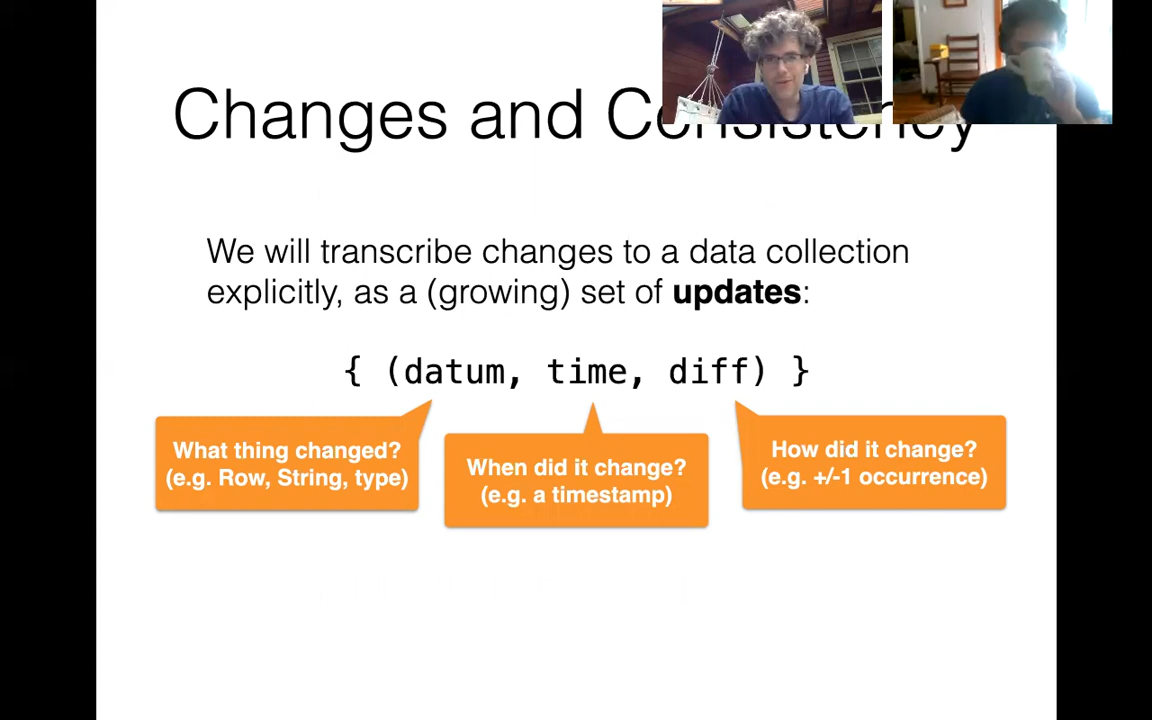 Changes and Consistency
We will transcribe changes to a data collection
explicitly, as a (growing) set of updates:
{ (datum, time, diff) }
What thing changed?
(e.g. Row, String, type)
When did it change?
(e.g. a timestamp)
How did it change?
(e.g. +/-1 occurrence)